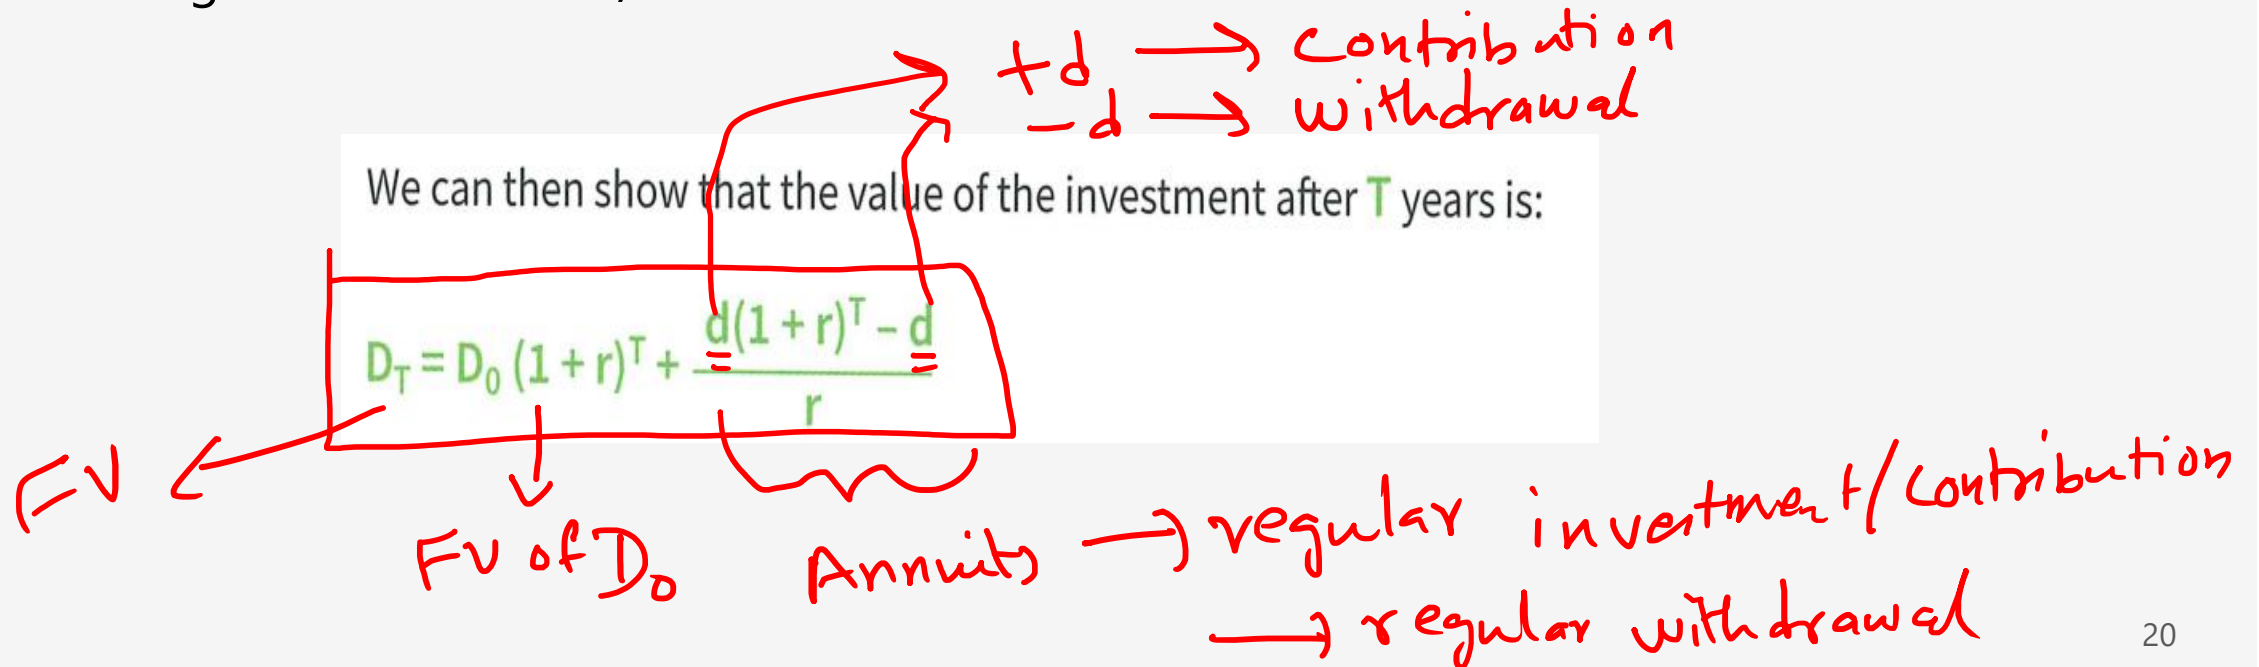 +d → contribution
-d → withdrawal
We can then show that the value of the investment after T years is:
D_T = D_0 (1 + r)^T + (d(1 + r)^T - d) / r
FV
FV of D_0
Annuity → regular investment/contribution
→ regular withdrawal
20